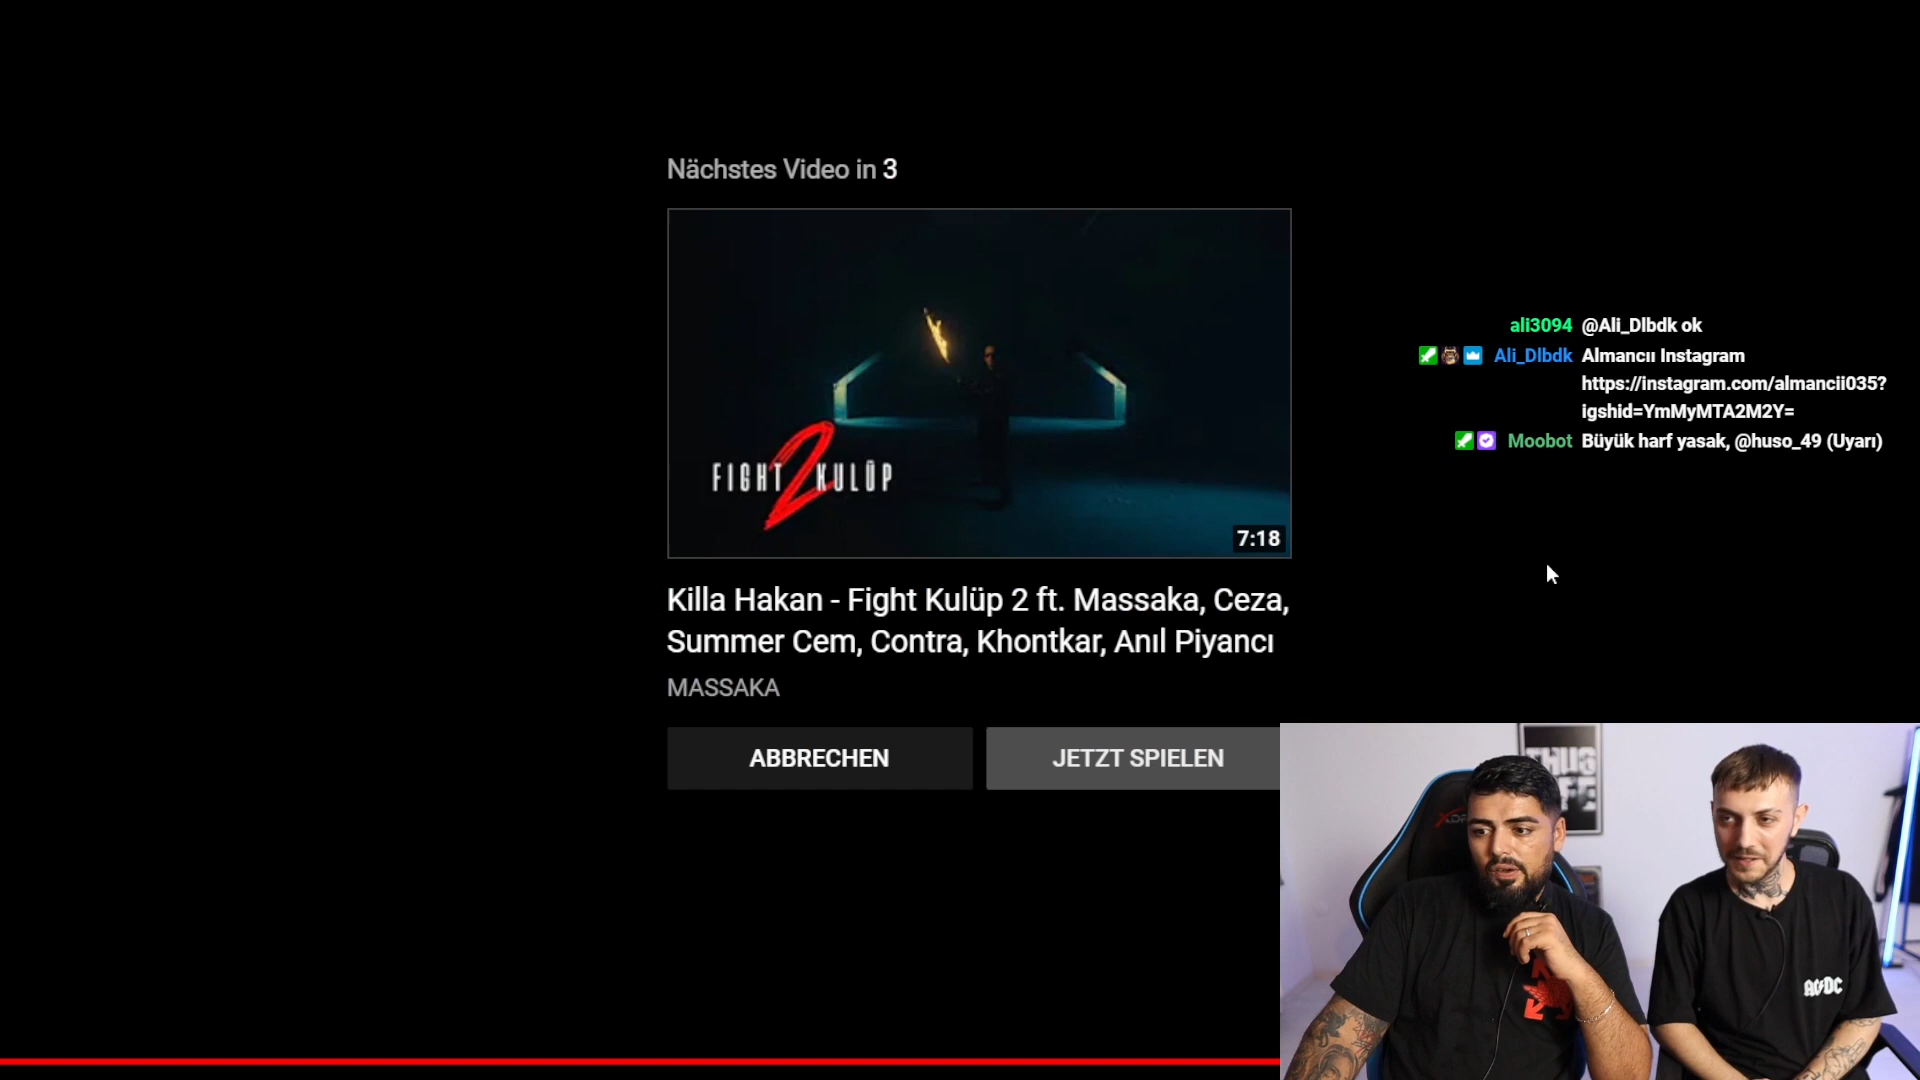 Nächstes Video in 3
FIGHT 2 KULÜP
7:18
Killa Hakan - Fight Kulüp 2 ft. Massaka, Ceza,
Summer Cem, Contra, Khontkar, Anıl Piyancı
MASSAKA
ABBRECHEN
JETZT SPIELEN
ali3094 @Ali_Dlbdk ok
Ali_Dlbdk Almancıı Instagram
https://instagram.com/almancii035?
igshid=YmMyMTA2M2Y=
Moobot Büyük harf yasak, @huso_49 (Uyarı)
THUG
AC/DC